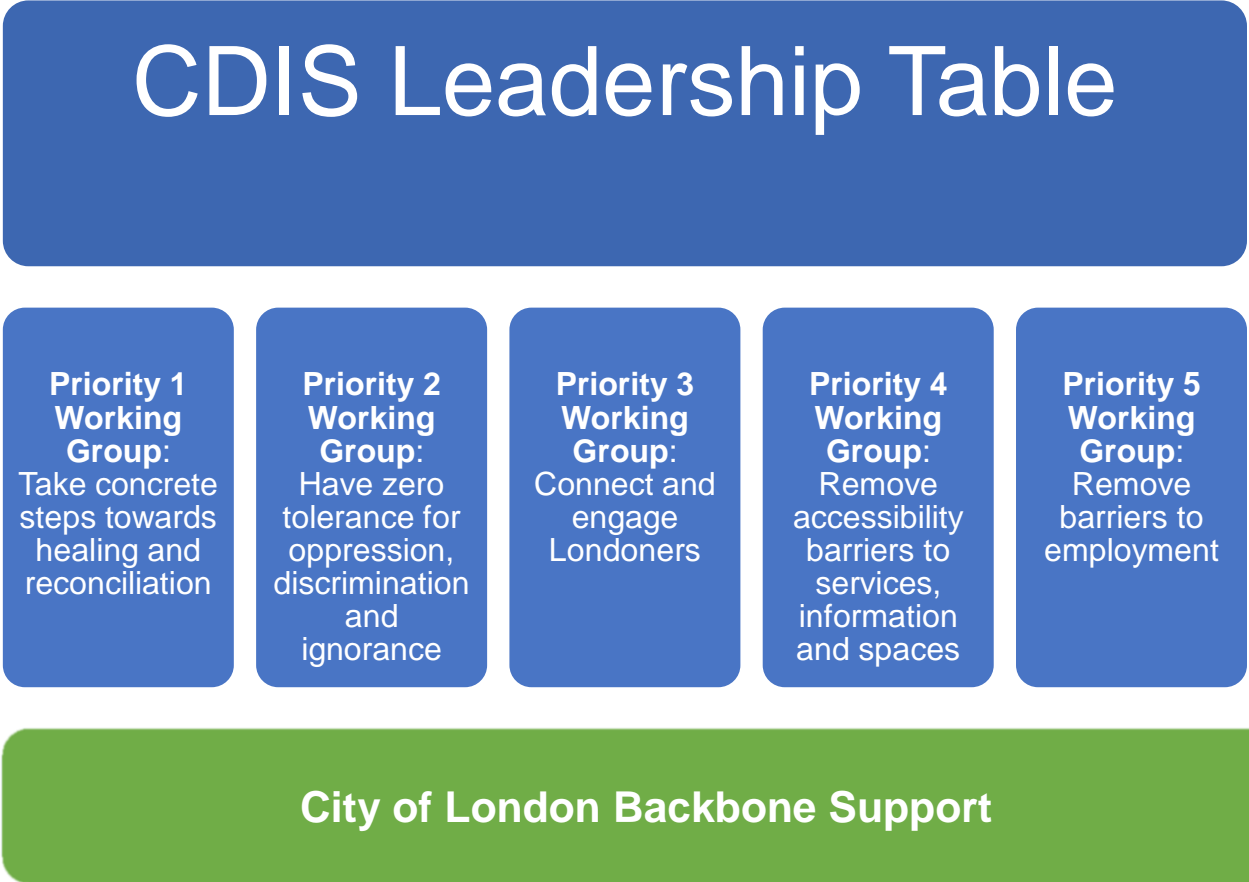 CDIS Leadership Table
Priority 1
Working
Group:
Take concrete
steps towards
healing and
reconciliation
Priority 2
Working
Group:
Have zero
tolerance for
oppression,
discrimination
and
ignorance
Priority 3
Working
Group:
Connect and
engage
Londoners
Priority 4
Working
Group:
Remove
accessibility
barriers to
services,
information
and spaces
Priority 5
Working
Group:
Remove
barriers to
employment
City of London Backbone Support